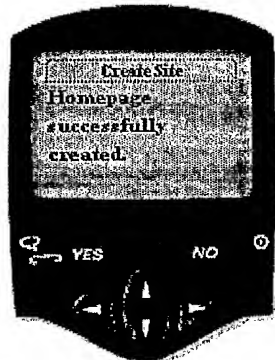 Create Site
Homepage
successfully
created.
YES NO